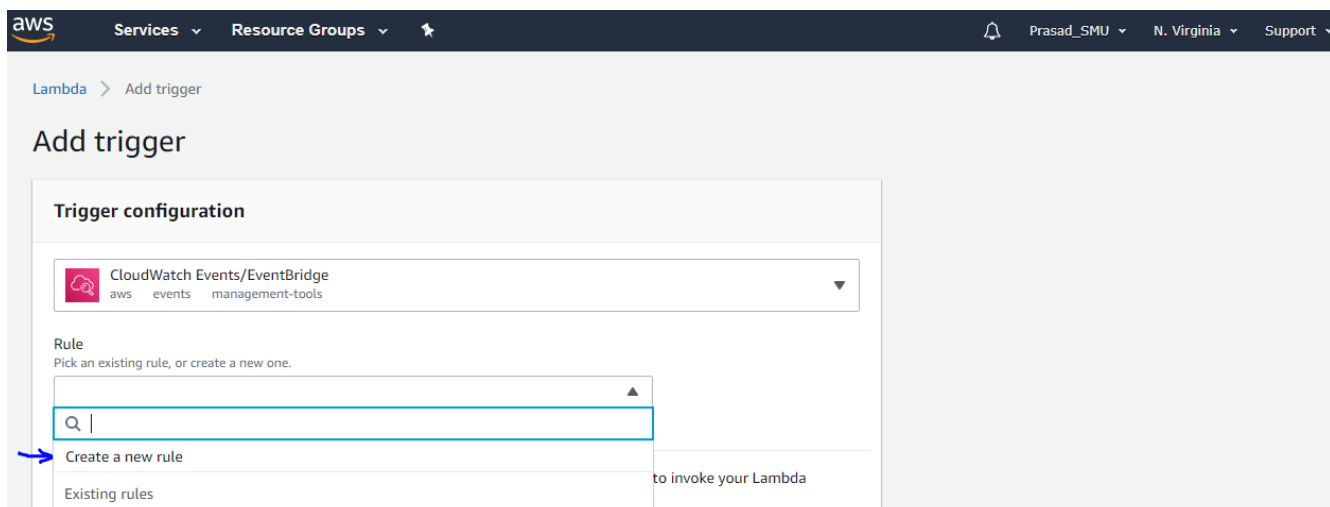 aws Services Resource Groups Prasad_SMU N. Virginia Support
Lambda > Add trigger
Add trigger
Trigger configuration
CloudWatch Events/EventBridge
aws events management-tools
Rule
Pick an existing rule, or create a new one.
Create a new rule
to invoke your Lambda
Existing rules